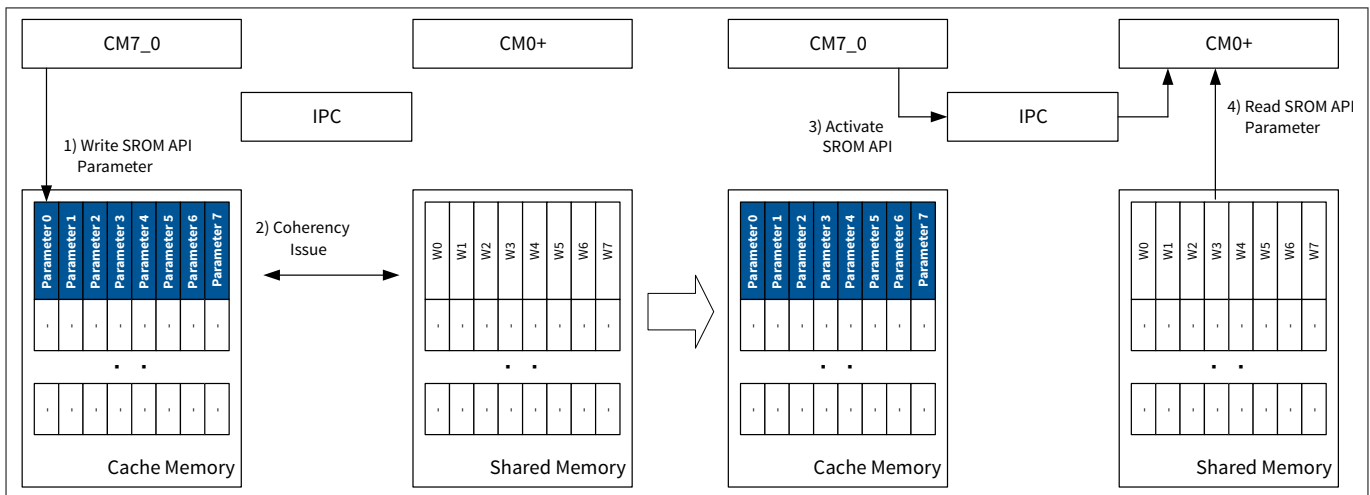 CM7_0
CM0+
CM7_0
CM0+
IPC
IPC
1) Write SROM API
Parameter
3) Activate
SROM API
4) Read SROM API
Parameter
Parameter 0
Parameter 1
Parameter 2
Parameter 3
Parameter 4
Parameter 5
Parameter 6
Parameter 7
- - - - - - - -
. .
- - - - - - - -
Cache Memory
2) Coherency
Issue
W0
W1
W2
W3
W4
W5
W6
W7
- - - - - - - -
. .
- - - - - - - -
Shared Memory
Parameter 0
Parameter 1
Parameter 2
Parameter 3
Parameter 4
Parameter 5
Parameter 6
Parameter 7
- - - - - - - -
. .
- - - - - - - -
Cache Memory
W0
W1
W2
W3
W4
W5
W6
W7
- - - - - - - -
. .
- - - - - - - -
Shared Memory